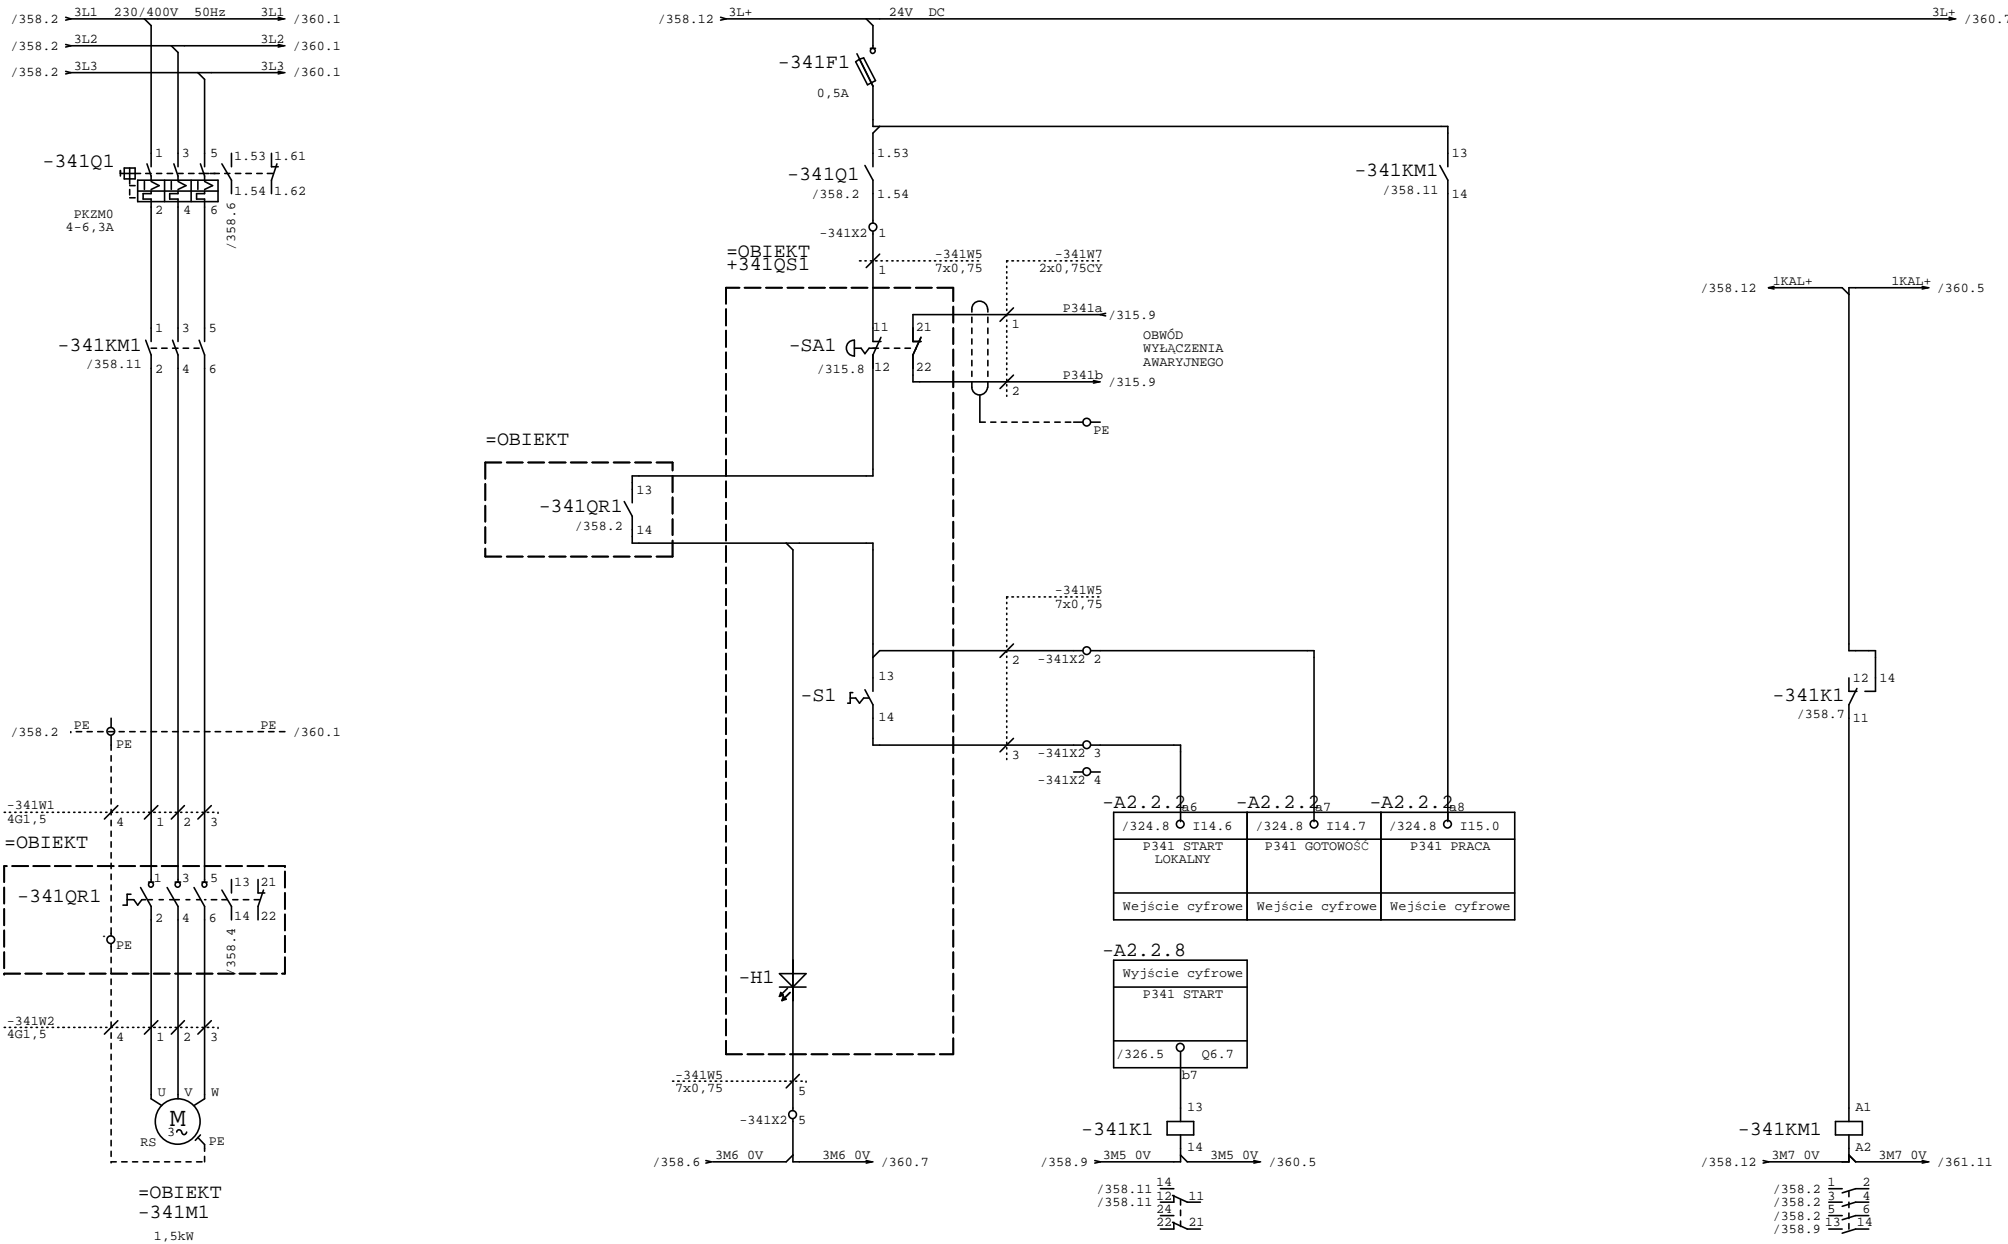 /358.2 3L1 230/400V 50Hz 3L1 /360.1
/358.2 3L2 3L2 /360.1
/358.2 3L3 3L3 /360.1
-341Q1
1 3 5 1.53 1.61
2 4 6 1.54 1.62
/358.6
PKZM0
4-6,3A
-341KM1
/358.11
1 3 5
2 4 6
/358.2 PE PE /360.1
PE
-341W1
4G1,5
4 1 2 3
=OBIEKT
-341QR1
1 3 5 13 21
2 4 6 14 22
/358.4
PE
-341W2
4G1,5
4 1 2 3
U V W
M
3~
RS PE
=OBIEKT
-341M1
1,5kW
/358.12 3L+ 24V DC 3L+ /360.7
-341F1
0,5A
-341Q1
/358.2
1.53
1.54
-341X2 1
=OBIEKT
+341QS1
-341W5
7x0,75
1
-341W7
2x0,75CY
-SA1
/315.8
11 21
12 22
1
P341a /315.9
OBWÓD
WYŁĄCZENIA
AWARYJNEGO
2
P341b /315.9
PE
=OBIEKT
-341QR1
/358.2
13
14
-341W5
7x0,75
2
-341X2 2
-S1
13
14
3
-341X2 3
-341X2 4
-H1
-341W5
7x0,75
5
-341X2 5
/358.6 3M6 0V 3M6 0V /360.7
-341KM1
/358.11
13
14
-A2.2.2 a6 -A2.2.2 a7 -A2.2.2 a8
/324.8 I14.6 /324.8 I14.7 /324.8 I15.0
P341 START
LOKALNY
P341 GOTOWOŚĆ
P341 PRACA
Wejście cyfrowe Wejście cyfrowe Wejście cyfrowe
-A2.2.8
Wyjście cyfrowe
P341 START
/326.5 Q6.7
b7
-341K1
13
14
/358.9 3M5 0V 3M5 0V /360.5
/358.11 14
/358.11 12 11
24
22 21
/358.12 1KAL+ 1KAL+ /360.5
-341K1
/358.7
12 14
11
-341KM1
A1
A2
/358.12 3M7 0V 3M7 0V /361.11
/358.2 1 2
/358.2 3 4
/358.2 5 6
/358.9 13 14